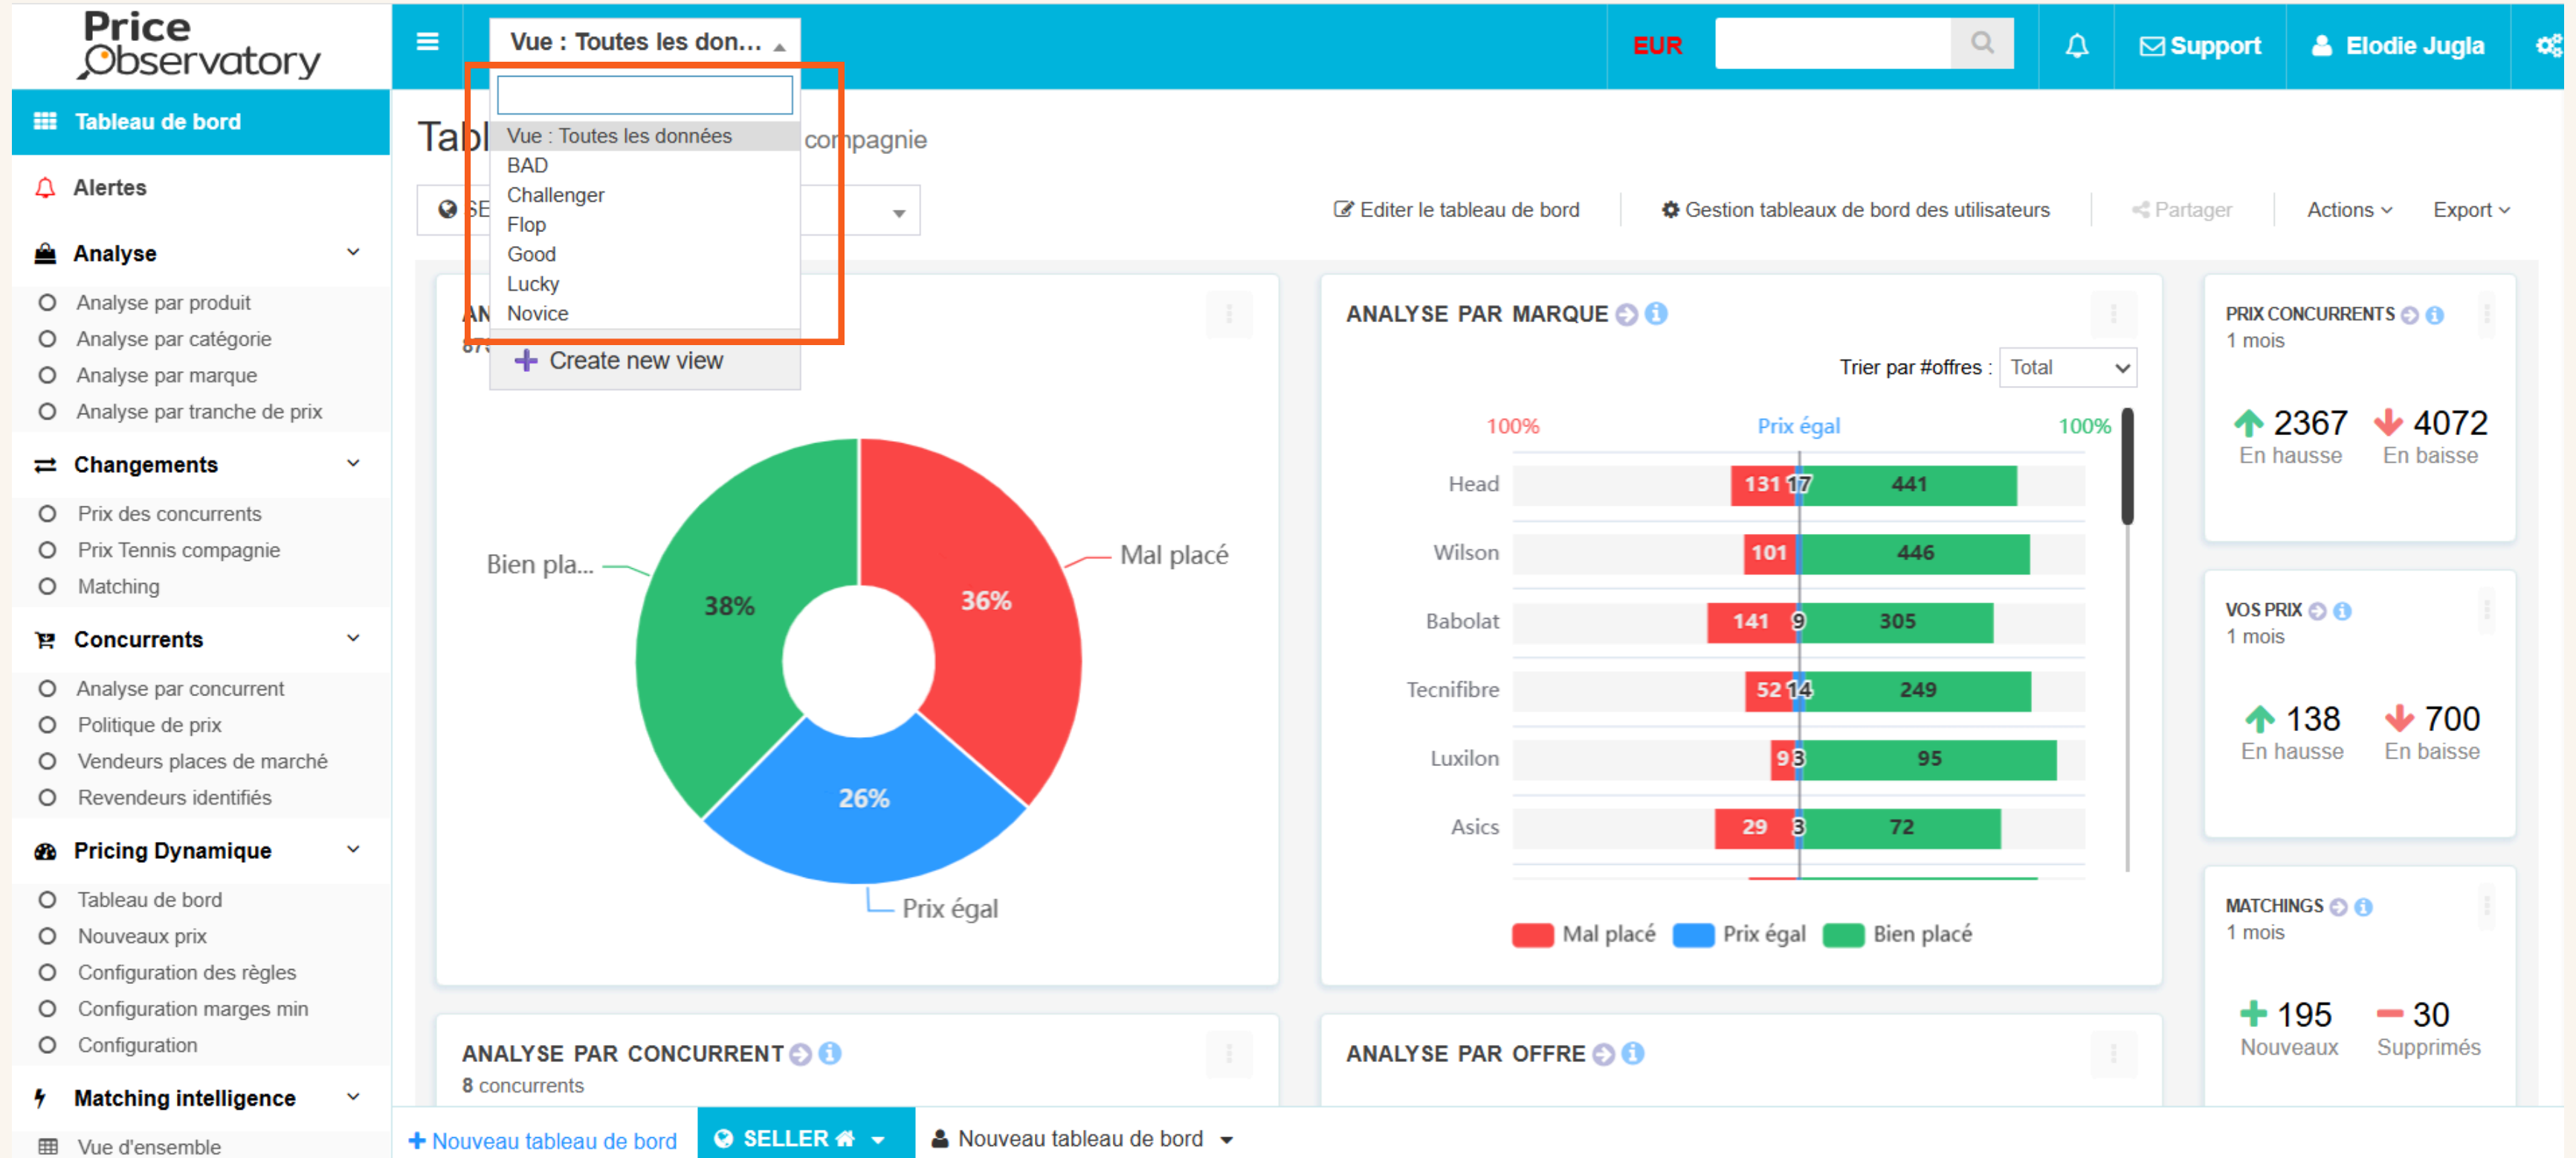 Price
Observatory
Vue : Toutes les don...
EUR
Support
Elodie Jugla
Tableau de bord
Alertes
Analyse
Analyse par produit
Analyse par catégorie
Analyse par marque
Analyse par tranche de prix
Changements
Prix des concurrents
Prix Tennis compagnie
Matching
Concurrents
Analyse par concurrent
Politique de prix
Vendeurs places de marché
Revendeurs identifiés
Pricing Dynamique
Tableau de bord
Nouveaux prix
Configuration des règles
Configuration marges min
Configuration
Matching intelligence
Vue d'ensemble
Vue : Toutes les données
BAD
Challenger
Flop
Good
Lucky
Novice
Create new view
Tabl
compagnie
SE
Editer le tableau de bord
Gestion tableaux de bord des utilisateurs
Partager
Actions
Export
AN
Bien pla...
38%
Mal placé
36%
26%
Prix égal
ANALYSE PAR MARQUE
Trier par #offres : Total
100% Prix égal 100%
Head 131 17 441
Wilson 101 446
Babolat 141 9 305
Tecnifibre 52 14 249
Luxilon 9 3 95
Asics 29 3 72
Mal placé Prix égal Bien placé
PRIX CONCURRENTS
1 mois
2367 4072
En hausse En baisse
VOS PRIX
1 mois
138 700
En hausse En baisse
MATCHINGS
1 mois
195 30
Nouveaux Supprimés
ANALYSE PAR CONCURRENT
8 concurrents
ANALYSE PAR OFFRE
Nouveau tableau de bord
SELLER
Nouveau tableau de bord